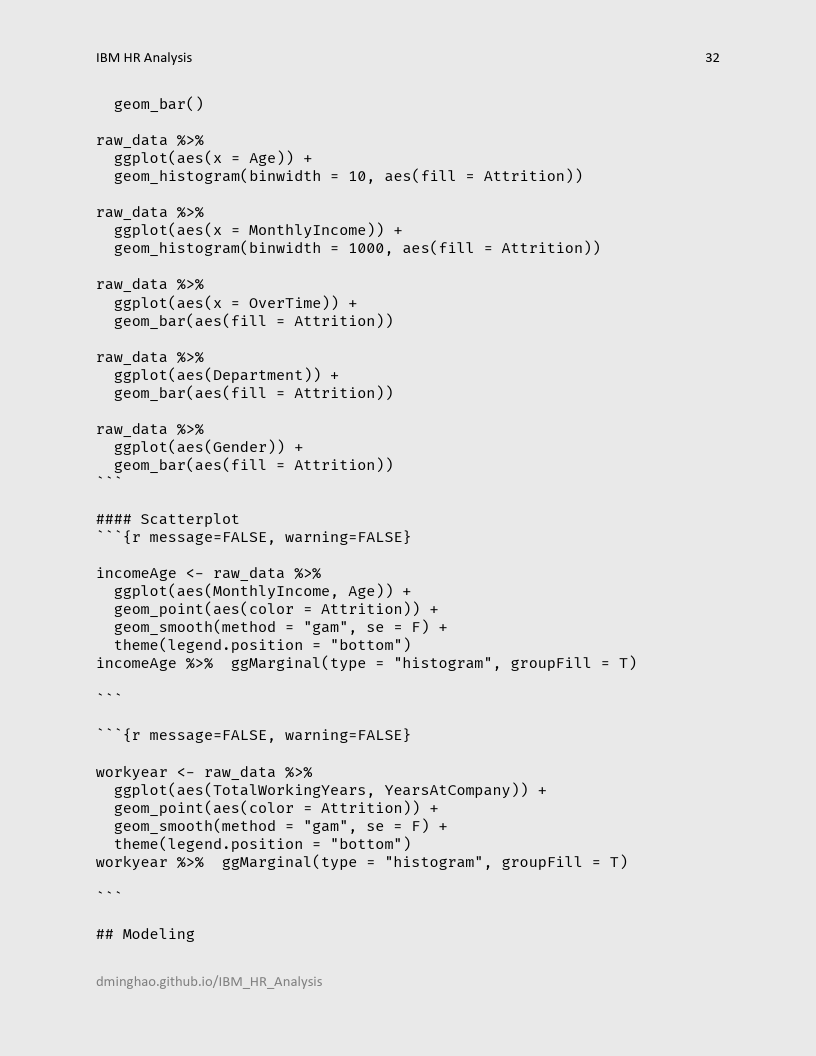 IBM HR Analysis 32
  geom_bar()
raw_data %>%
  ggplot(aes(x = Age)) +
  geom_histogram(binwidth = 10, aes(fill = Attrition))
raw_data %>%
  ggplot(aes(x = MonthlyIncome)) +
  geom_histogram(binwidth = 1000, aes(fill = Attrition))
raw_data %>%
  ggplot(aes(x = OverTime)) +
  geom_bar(aes(fill = Attrition))
raw_data %>%
  ggplot(aes(Department)) +
  geom_bar(aes(fill = Attrition))
raw_data %>%
  ggplot(aes(Gender)) +
  geom_bar(aes(fill = Attrition))
```
#### Scatterplot
```{r message=FALSE, warning=FALSE}
incomeAge <- raw_data %>%
  ggplot(aes(MonthlyIncome, Age)) +
  geom_point(aes(color = Attrition)) +
  geom_smooth(method = "gam", se = F) +
  theme(legend.position = "bottom")
incomeAge %>%  ggMarginal(type = "histogram", groupFill = T)
```
```{r message=FALSE, warning=FALSE}
workyear <- raw_data %>%
  ggplot(aes(TotalWorkingYears, YearsAtCompany)) +
  geom_point(aes(color = Attrition)) +
  geom_smooth(method = "gam", se = F) +
  theme(legend.position = "bottom")
workyear %>%  ggMarginal(type = "histogram", groupFill = T)
```
## Modeling
dminghao.github.io/IBM_HR_Analysis